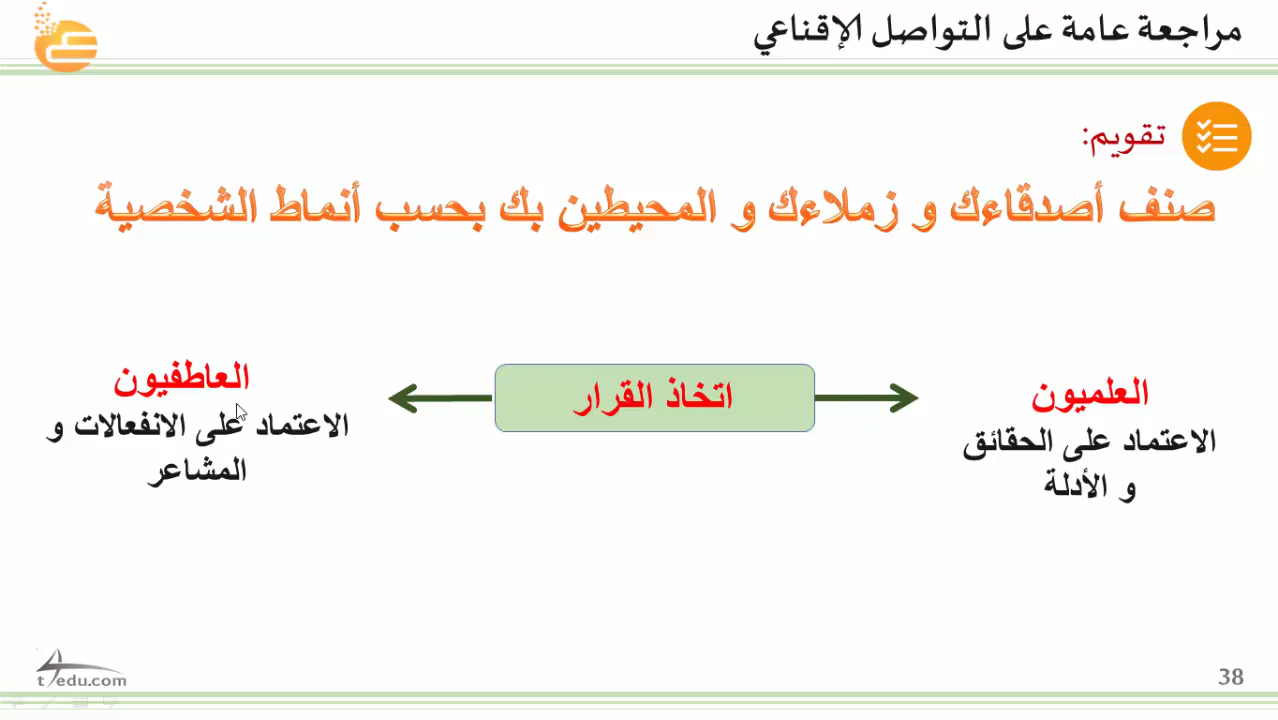 مراجعة عامة على التواصل الإقناعي
تقويم:
صنف أصدقاءك و زملاءك و المحيطين بك بحسب أنماط الشخصية
اتخاذ القرار
العلميون
الاعتماد على الحقائق
و الأدلة
العاطفيون
الاعتماد على الانفعالات و
المشاعر
t4edu.com
38